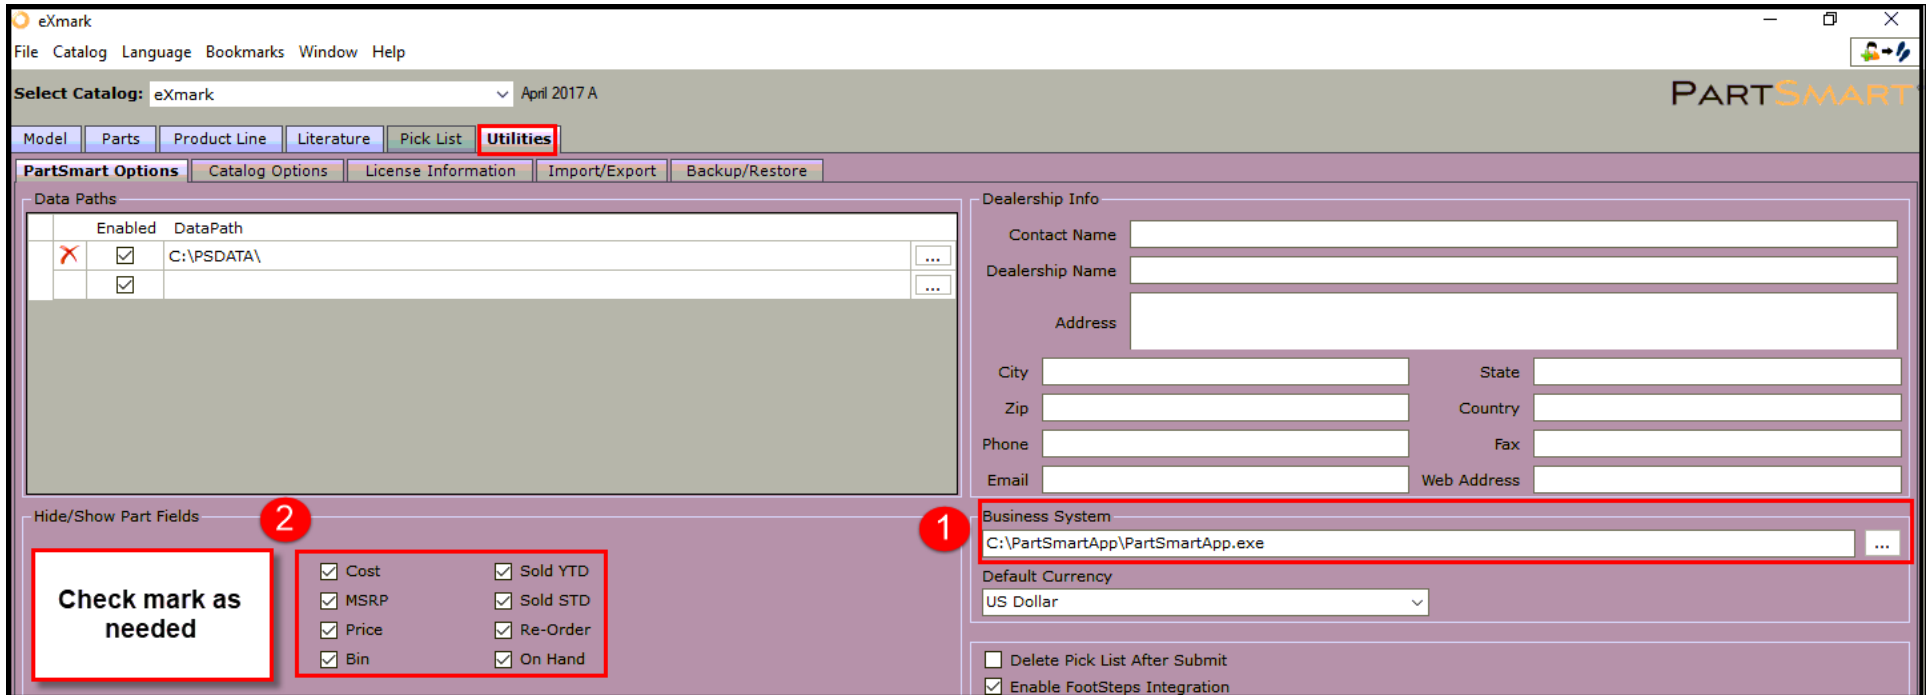 eXmark
File Catalog Language Bookmarks Window Help
Select Catalog: eXmark April 2017 A
PARTSMART
Model Parts Product Line Literature Pick List Utilities
PartSmart Options Catalog Options License Information Import/Export Backup/Restore
Data Paths
Enabled DataPath
C:\PSDATA\ ...
...
Dealership Info
Contact Name
Dealership Name
Address
City State
Zip Country
Phone Fax
Email Web Address
Hide/Show Part Fields
2
Check mark as
needed
Cost Sold YTD
MSRP Sold STD
Price Re-Order
Bin On Hand
1
Business System
C:\PartSmartApp\PartSmartApp.exe ...
Default Currency
US Dollar
Delete Pick List After Submit
Enable FootSteps Integration